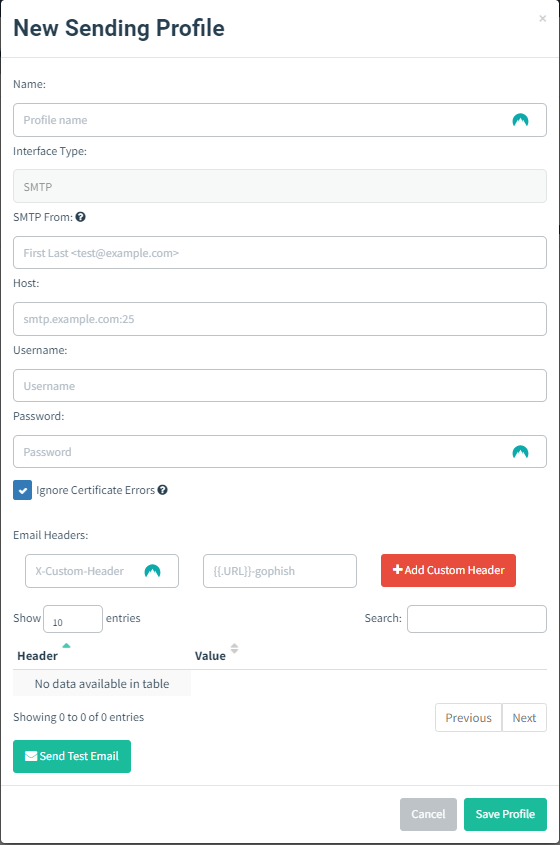 New Sending Profile
×
Name:
Profile name
Interface Type:
SMTP
SMTP From:
First Last <test@example.com>
Host:
smtp.example.com:25
Username:
Username
Password:
Password
Ignore Certificate Errors
Email Headers:
X-Custom-Header {{.URL}}-gophish + Add Custom Header
Show 10 entries Search:
Header Value
No data available in table
Showing 0 to 0 of 0 entries Previous Next
Send Test Email
Cancel Save Profile